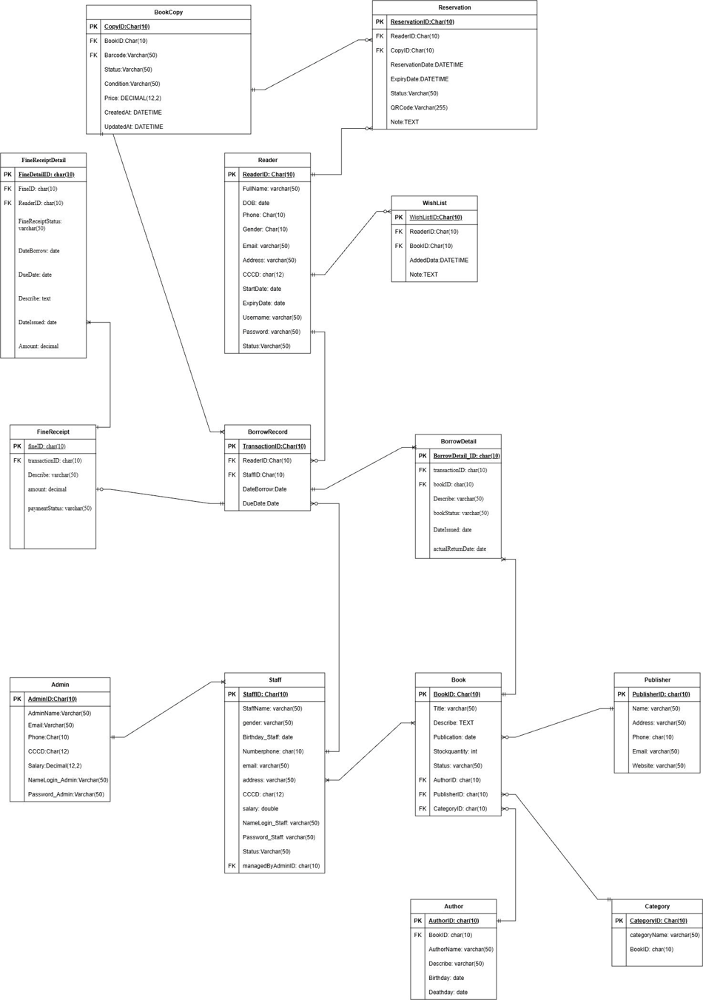 BookCopy
PK CopyID:Char(10)
FK BookID:Char(10)
FK Barcode:Varchar(50)
Status:Varchar(50)
Condition:Varchar(50)
Price: DECIMAL(12,2)
CreatedAt: DATETIME
UpdatedAt: DATETIME
Reservation
PK ReservationID:Char(10)
FK ReaderID:Char(10)
FK CopyID:Char(10)
ReservationDate:DATETIME
ExpiryDate:DATETIME
Status:Varchar(50)
QRCode:Varchar(255)
Note:TEXT
FineReceiptDetail
PK FineDetailID: char(10)
FK FineID: char(10)
FK ReaderID: char(10)
FineReceiptStatus:
varchar(50)
DateBorrow: date
DueDate: date
Describe: text
DateIssued: date
Amount: decimal
Reader
PK ReaderID: Char(10)
FullName: varchar(50)
DOB: date
Phone: Char(10)
Gender: Char(10)
Email: varchar(50)
Address: varchar(50)
CCCD: char(12)
StartDate: date
ExpiryDate: date
Username: varchar(50)
Password: varchar(50)
Status:Varchar(50)
WishList
PK WishListID:Char(10)
FK ReaderID:Char(10)
FK BookID:Char(10)
AddedData:DATETIME
Note:TEXT
FineReceipt
PK fineID: char(10)
FK transactionID: char(10)
Describe: varchar(50)
amount: decimal
paymentStatus: varchar(50)
BorrowRecord
PK TransactionID:Char(10)
FK ReaderID:Char(10)
FK StaffID:Char(10)
DateBorrow:Date
DueDate:Date
BorrowDetail
PK BorrowDetail_ID: char(10)
FK transactionID: char(10)
FK bookID: char(10)
Describe: varchar(50)
bookStatus: varchar(50)
DateIssued: date
actualReturnDate: date
Admin
PK AdminID:Char(10)
AdminName:Varchar(50)
Email:Varchar(50)
Phone:Char(10)
CCCD:Char(12)
Salary:Decimal(12,2)
NameLogin_Admin:Varchar(50)
Password_Admin:Varchar(50)
Staff
PK StaffID: Char(10)
StaffName: varchar(50)
gender: varchar(50)
Birthday_Staff: date
Numberphone: char(10)
email: varchar(50)
address: varchar(50)
CCCD: char(12)
salary: double
NameLogin_Staff: varchar(50)
Password_Staff: varchar(50)
Status:Varchar(50)
FK managedByAdminID: char(10)
Book
PK BookID: Char(10)
Title: varchar(50)
Describe: TEXT
Publication: date
Stockquantity: int
Status: varchar(50)
FK AuthorID: char(10)
FK PublisherID: char(10)
FK CategoryID: char(10)
Publisher
PK PublisherID: char(10)
Name: varchar(50)
Address: varchar(50)
Phone: char(10)
Email: varchar(50)
Website: varchar(50)
Author
PK AuthorID: char(10)
FK BookID: char(10)
AuthorName: varchar(50)
Describe: varchar(50)
Birthday: date
Deathday: date
Category
PK CategoryID: Char(10)
categoryName: varchar(50)
BookID: char(10)